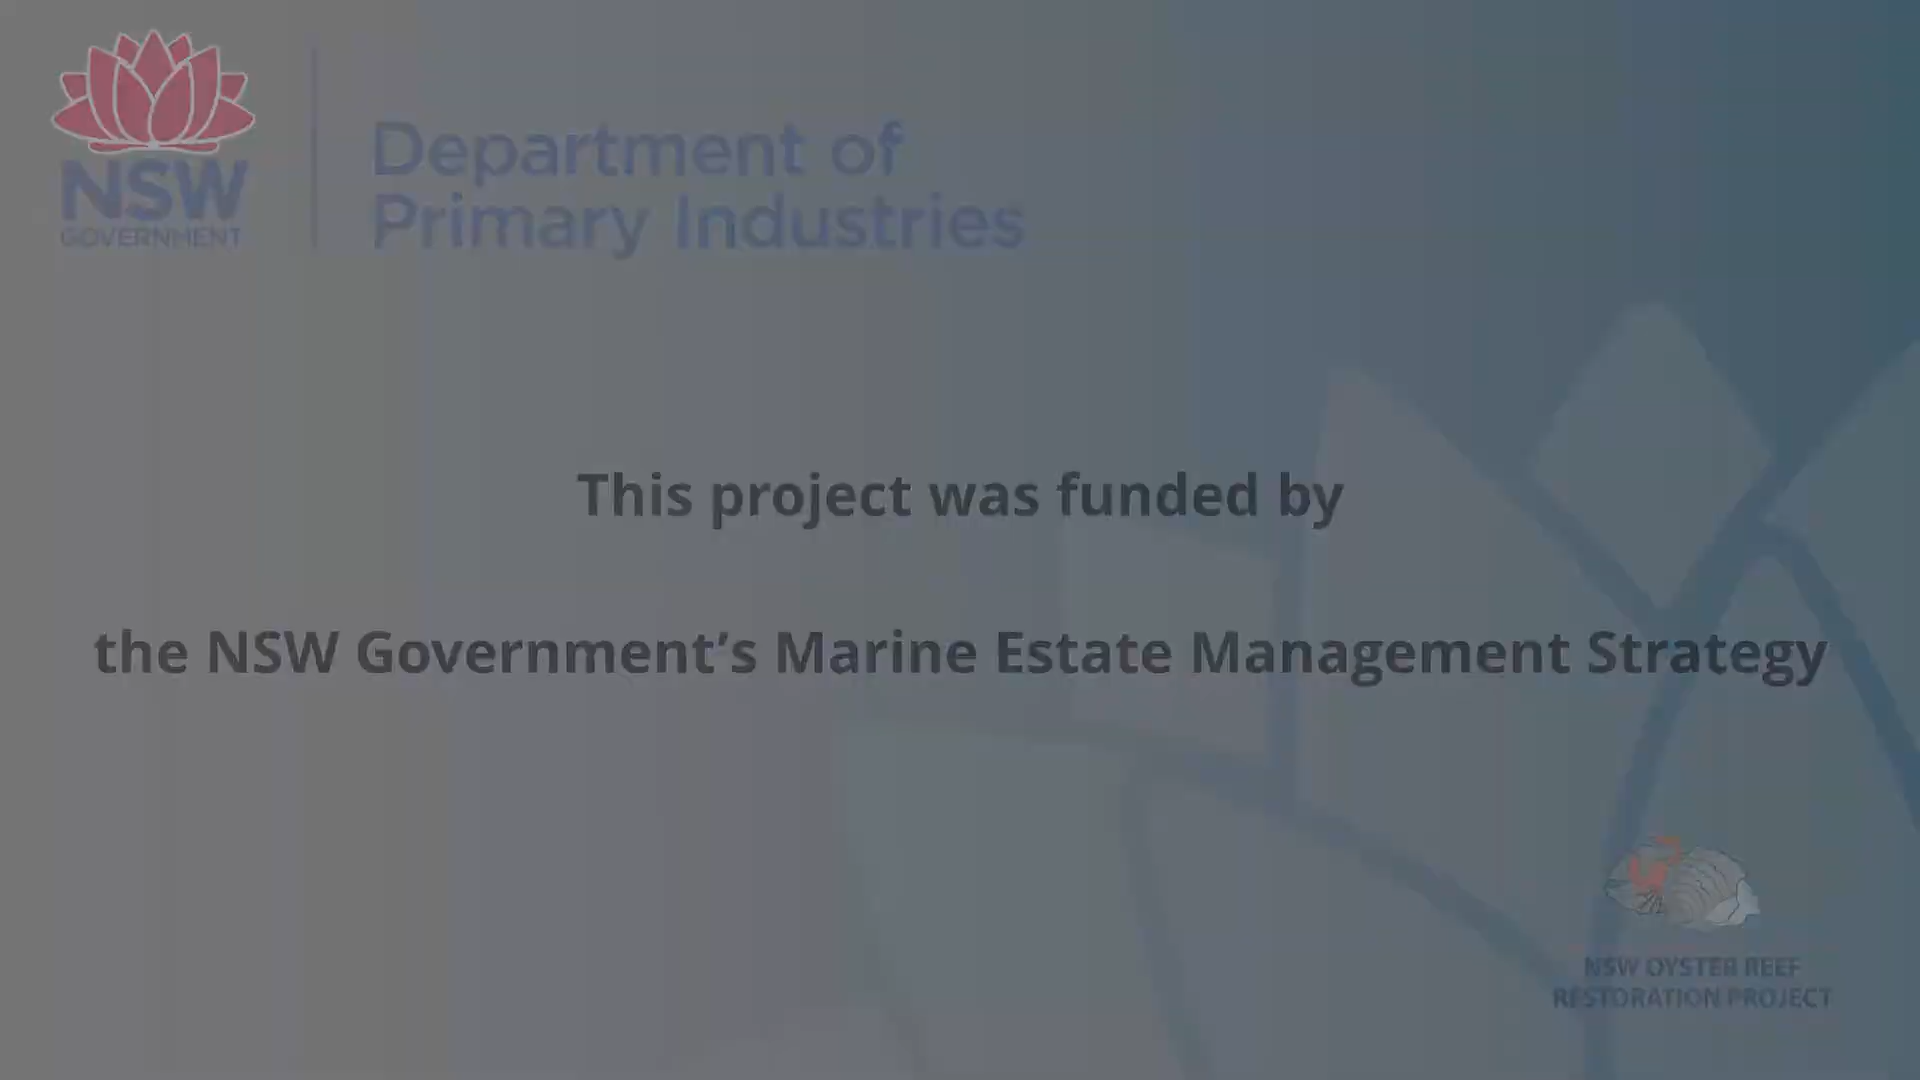 NSW
GOVERNMENT
Department of
Primary Industries
This project was funded by
the NSW Government’s Marine Estate Management Strategy
NSW OYSTER REEF
RESTORATION PROJECT